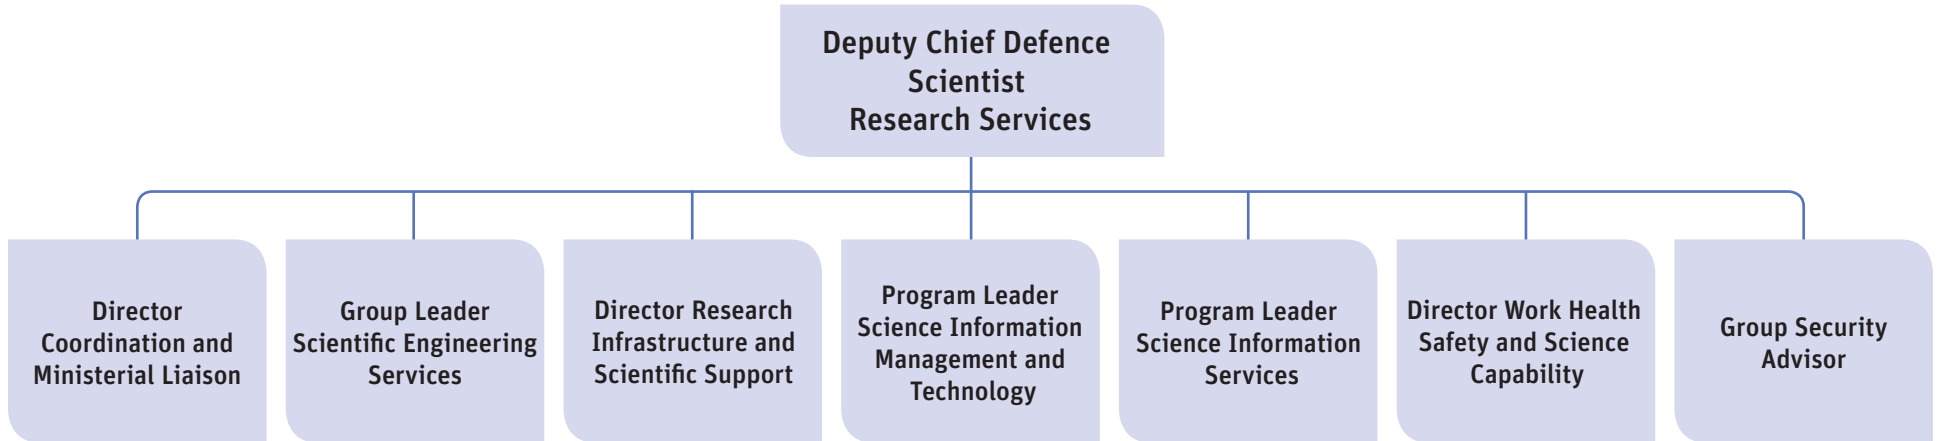 Deputy Chief Defence
Scientist
Research Services
Director
Coordination and
Ministerial Liaison
Group Leader
Scientific Engineering
Services
Director Research
Infrastructure and
Scientific Support
Program Leader
Science Information
Management and
Technology
Program Leader
Science Information
Services
Director Work Health
Safety and Science
Capability
Group Security
Advisor